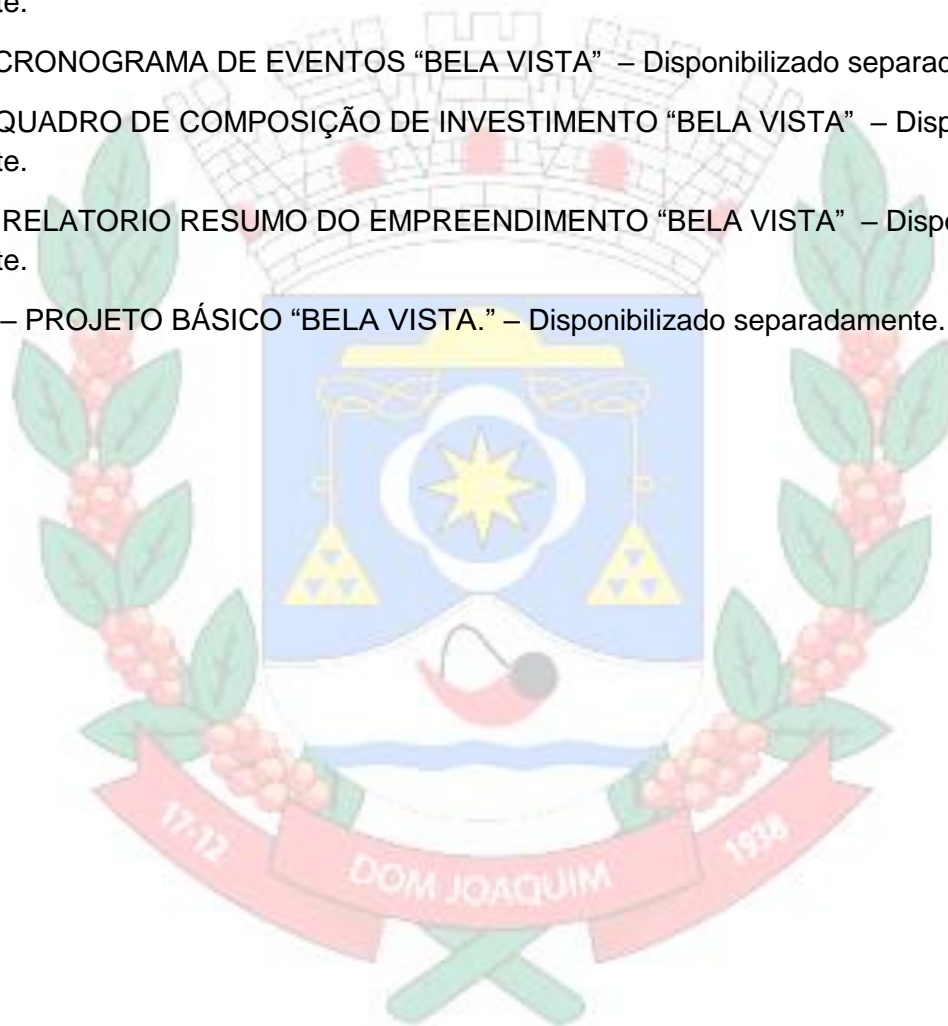 te.
CRONOGRAMA DE EVENTOS “BELA VISTA” – Disponibilizado separad
QUADRO DE COMPOSIÇÃO DE INVESTIMENTO “BELA VISTA” – Disp
te.
RELATORIO RESUMO DO EMPREENDIMENTO “BELA VISTA” – Dispo
te.
– PROJETO BÁSICO “BELA VISTA.” – Disponibilizado separadamente.
17-12
DOM JOAQUIM
1938